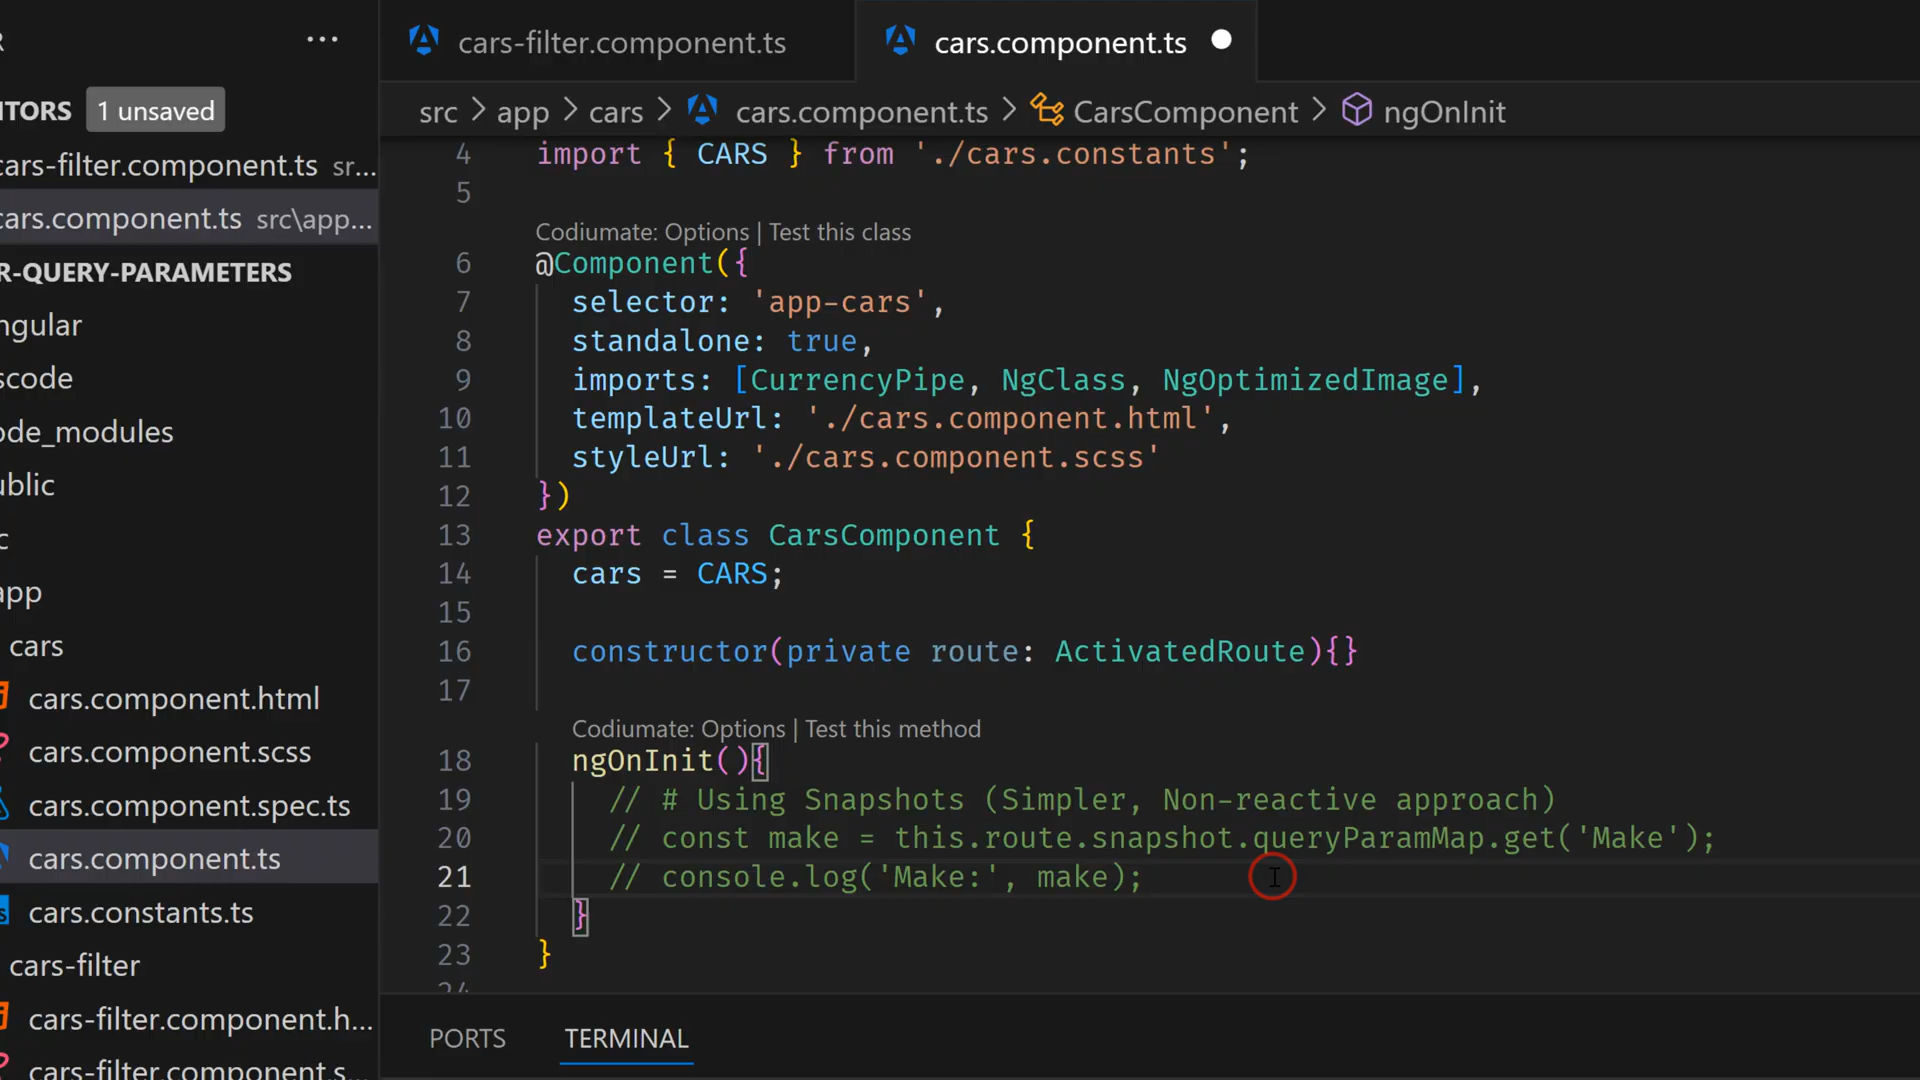 R ...
cars-filter.component.ts
cars.component.ts
ITORS 1 unsaved
src > app > cars > cars.component.ts > CarsComponent > ngOnInit
cars-filter.component.ts sr...
cars.component.ts src\app...
R-QUERY-PARAMETERS
ngular
scode
ode_modules
ublic
c
app
cars
cars.component.html
cars.component.scss
cars.component.spec.ts
cars.component.ts
cars.constants.ts
cars-filter
cars-filter.component.h...
cars-filter.component.s...
4 import { CARS } from './cars.constants';
5
Codiumate: Options | Test this class
6 @Component({
7 selector: 'app-cars',
8 standalone: true,
9 imports: [CurrencyPipe, NgClass, NgOptimizedImage],
10 templateUrl: './cars.component.html',
11 styleUrl: './cars.component.scss'
12 })
13 export class CarsComponent {
14 cars = CARS;
15
16 constructor(private route: ActivatedRoute){}
17
Codiumate: Options | Test this method
18 ngOnInit(){
19 // # Using Snapshots (Simpler, Non-reactive approach)
20 // const make = this.route.snapshot.queryParamMap.get('Make');
21 // console.log('Make:', make);
22 }
23 }
24
PORTS TERMINAL